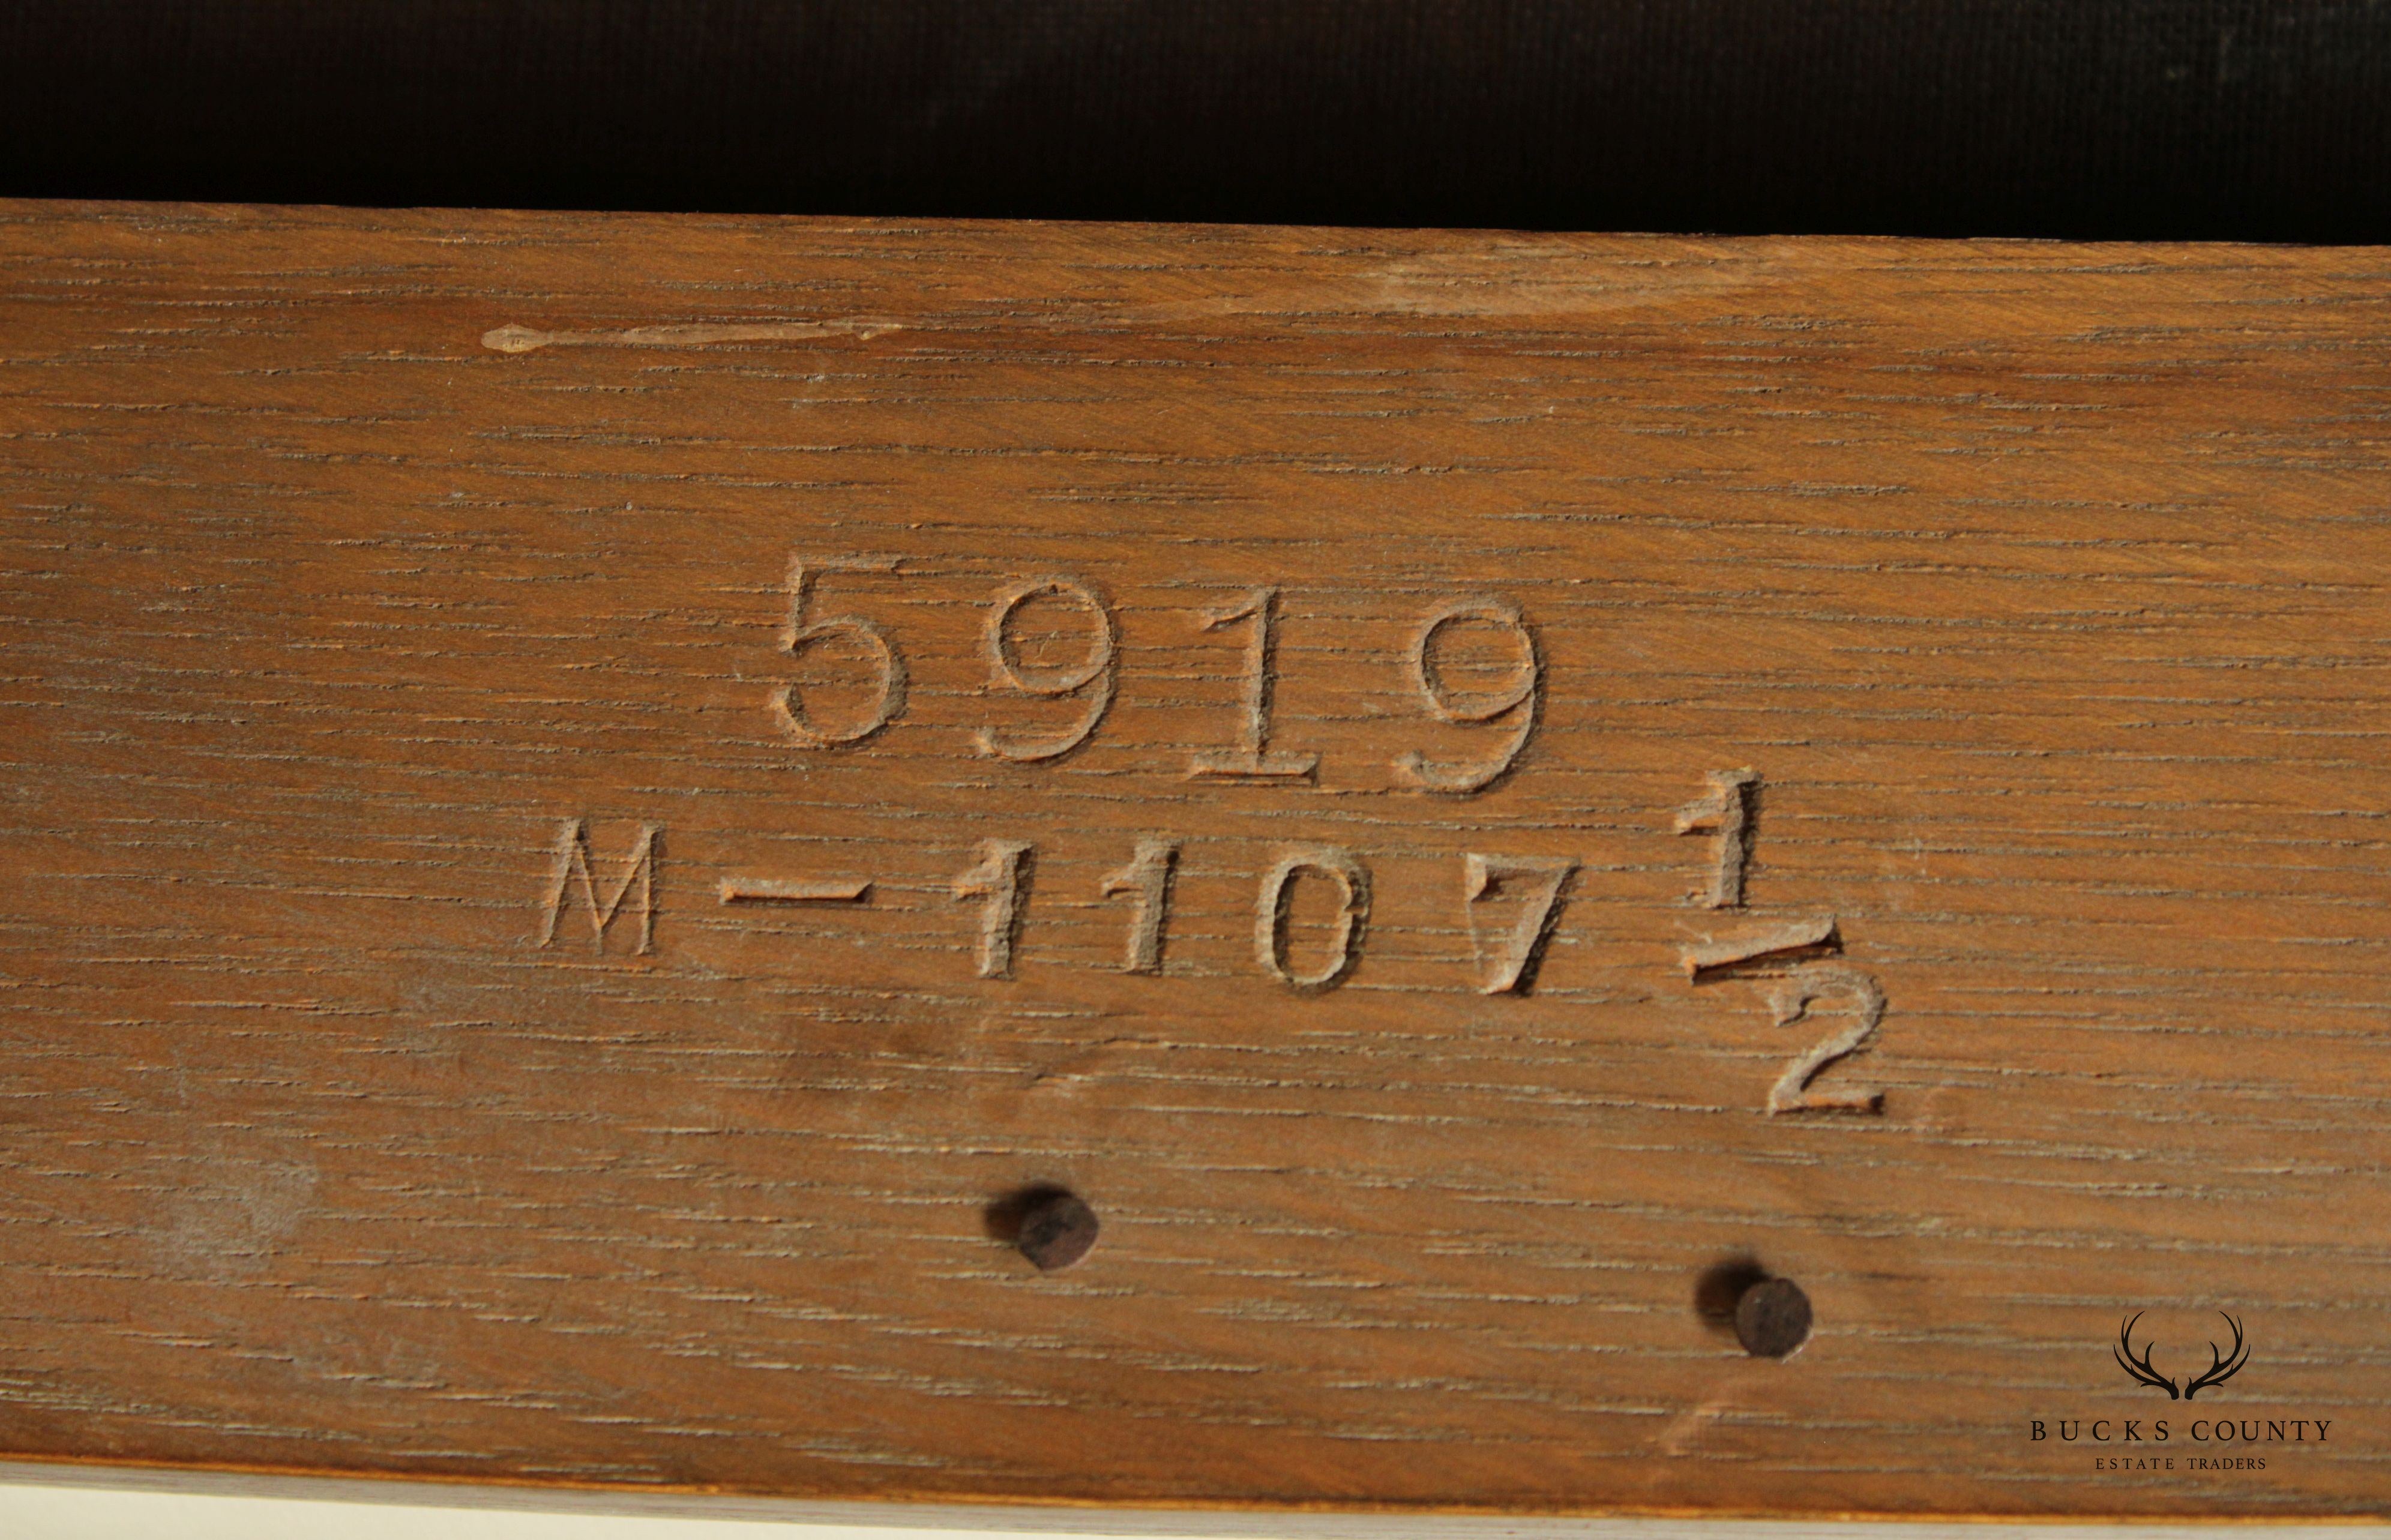 5919
M-1107 1/2
BUCKS COUNTY
ESTATE TRADERS